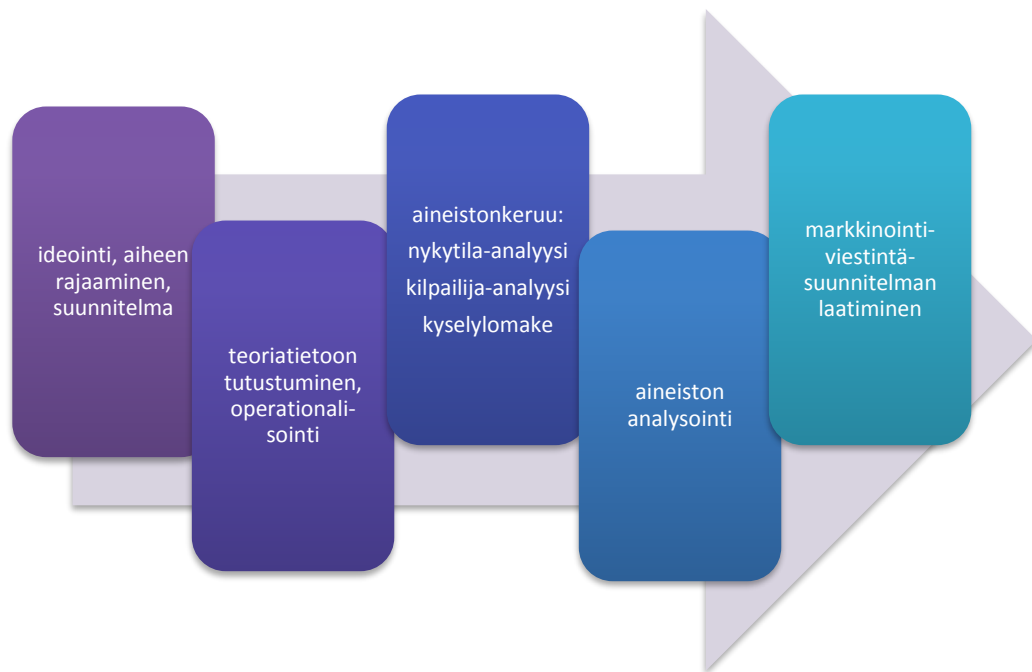 ideointi, aiheen
rajaaminen,
suunnitelma
teoriatietoon
tutustuminen,
operationali-
sointi
aineistonkeruu:
nykytila-analyysi
kilpailija-analyysi
kyselylomake
aineiston
analysointi
markkinointi-
viestintä-
suunnitelman
laatiminen